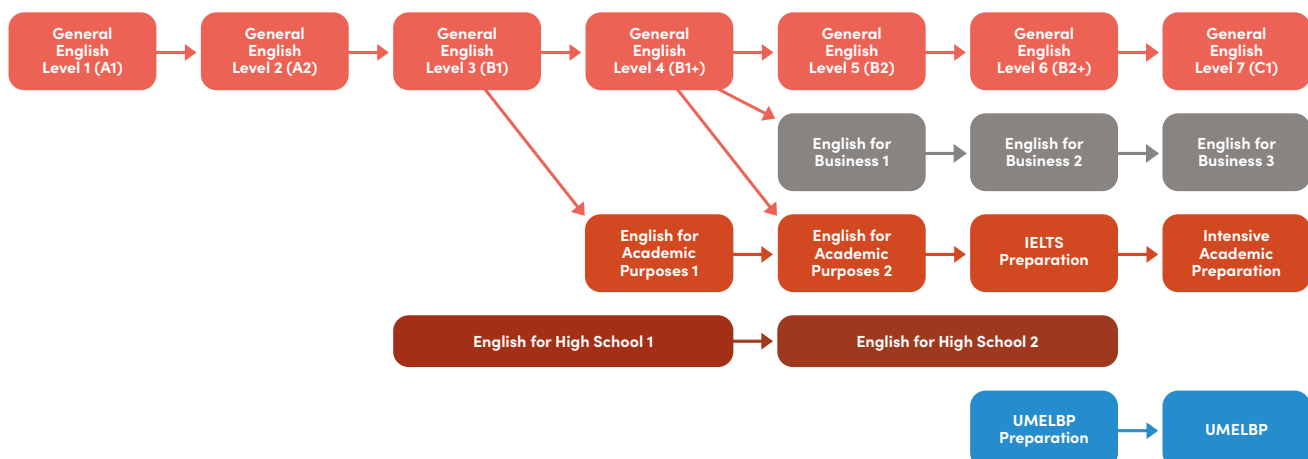 General
English
Level 1 (A1)
General
English
Level 2 (A2)
General
English
Level 3 (B1)
General
English
Level 4 (B1+)
General
English
Level 5 (B2)
General
English
Level 6 (B2+)
General
English
Level 7 (C1)
English for
Business 1
English for
Business 2
English for
Business 3
English for
Academic
Purposes 1
English for
Academic
Purposes 2
IELTS
Preparation
Intensive
Academic
Preparation
English for High School 1
English for High School 2
UMELBP
Preparation
UMELBP